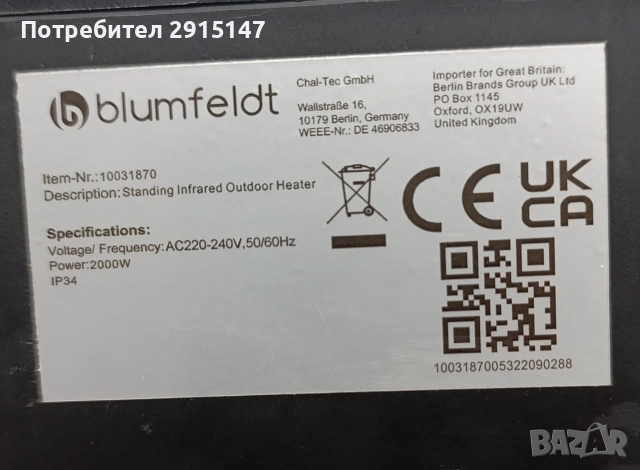 Потребител 2915147
blumfeldt
Chal-Tec GmbH
Wallstraße 16,
10179 Berlin, Germany
WEEE-Nr.: DE 46906833
Importer for Great Britain:
Berlin Brands Group UK Ltd
PO Box 1145
Oxford, OX19UW
United Kingdom
Item-Nr.:10031870
Description:Standing Infrared Outdoor Heater
Specifications:
Voltage/ Frequency:AC220-240V,50/60Hz
Power:2000W
IP34
CE
UK
CA
1003187005322090288
BAZAR